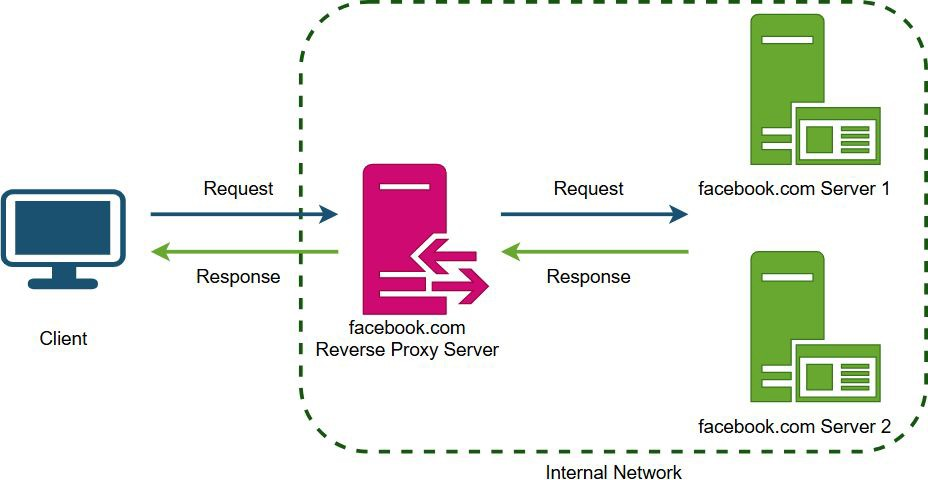 Request
Response
Client
facebook.com
Reverse Proxy Server
Request
Response
facebook.com Server 1
facebook.com Server 2
Internal Network